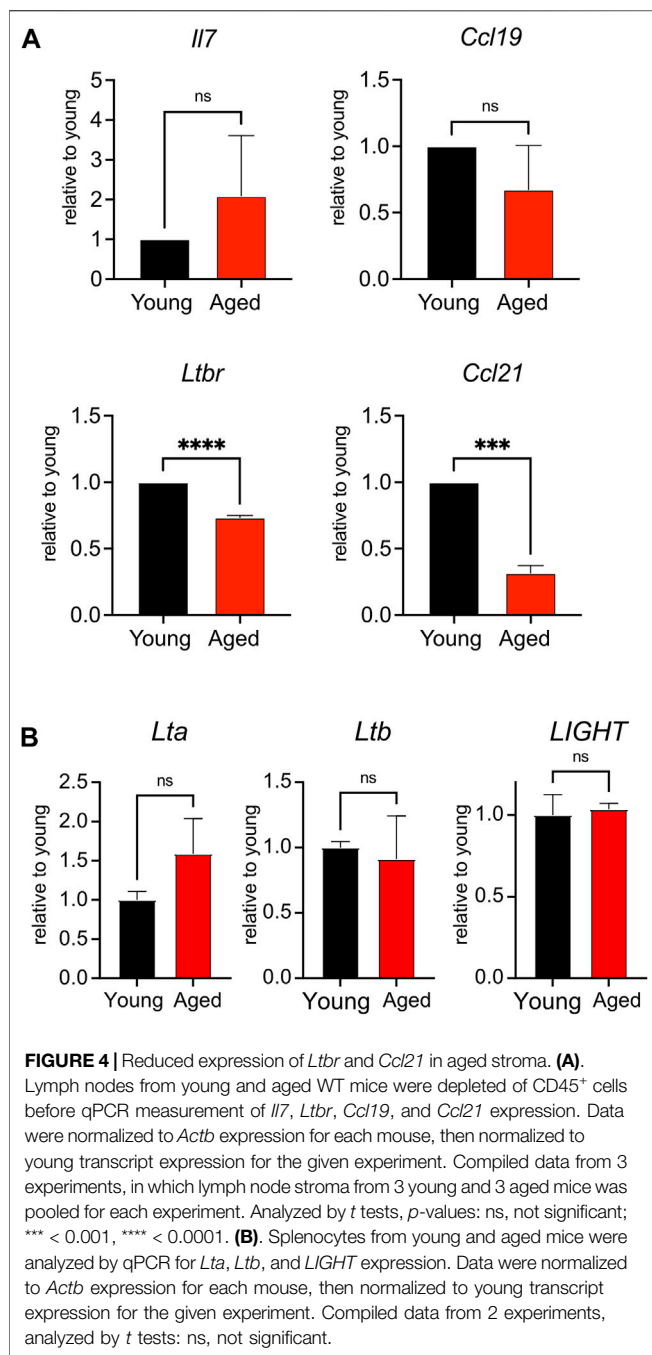 A
Il7
Ccl19
relative to young
5
4
3
2
1
0
ns
Young Aged
relative to young
1.5
1.0
0.5
0.0
ns
Young Aged
Ltbr
Ccl21
relative to young
1.5
1.0
0.5
0.0
****
Young Aged
relative to young
1.5
1.0
0.5
0.0
***
Young Aged
B
Lta
Ltb
LIGHT
relative to young
2.5
2.0
1.5
1.0
0.5
0.0
ns
Young Aged
relative to young
1.5
1.0
0.5
0.0
ns
Young Aged
relative to young
1.0
0.5
0.0
ns
Young Aged
FIGURE 4 | Reduced expression of Ltbr and Ccl21 in aged stroma. (A).
Lymph nodes from young and aged WT mice were depleted of CD45⁺ cells
before qPCR measurement of Il7, Ltbr, Ccl19, and Ccl21 expression. Data
were normalized to Actb expression for each mouse, then normalized to
young transcript expression for the given experiment. Compiled data from 3
experiments, in which lymph node stroma from 3 young and 3 aged mice was
pooled for each experiment. Analyzed by t tests, p-values: ns, not significant;
*** < 0.001, **** < 0.0001. (B). Splenocytes from young and aged mice were
analyzed by qPCR for Lta, Ltb, and LIGHT expression. Data were normalized
to Actb expression for each mouse, then normalized to young transcript
expression for the given experiment. Compiled data from 2 experiments,
analyzed by t tests: ns, not significant.